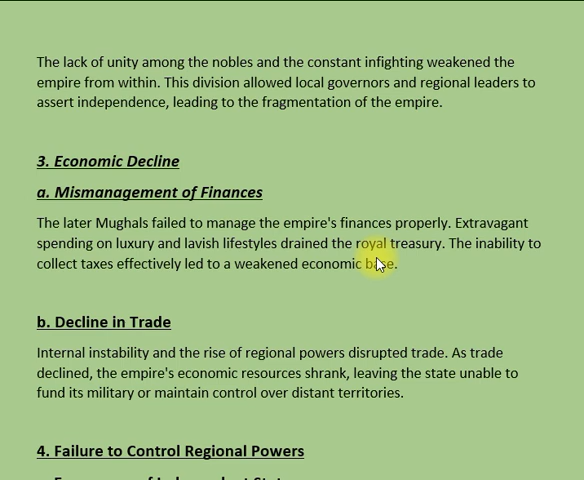 The lack of unity among the nobles and the constant infighting weakened the
empire from within. This division allowed local governors and regional leaders to
assert independence, leading to the fragmentation of the empire.
3. Economic Decline
a. Mismanagement of Finances
The later Mughals failed to manage the empire's finances properly. Extravagant
spending on luxury and lavish lifestyles drained the royal treasury. The inability to
collect taxes effectively led to a weakened economic base.
b. Decline in Trade
Internal instability and the rise of regional powers disrupted trade. As trade
declined, the empire's economic resources shrank, leaving the state unable to
fund its military or maintain control over distant territories.
4. Failure to Control Regional Powers